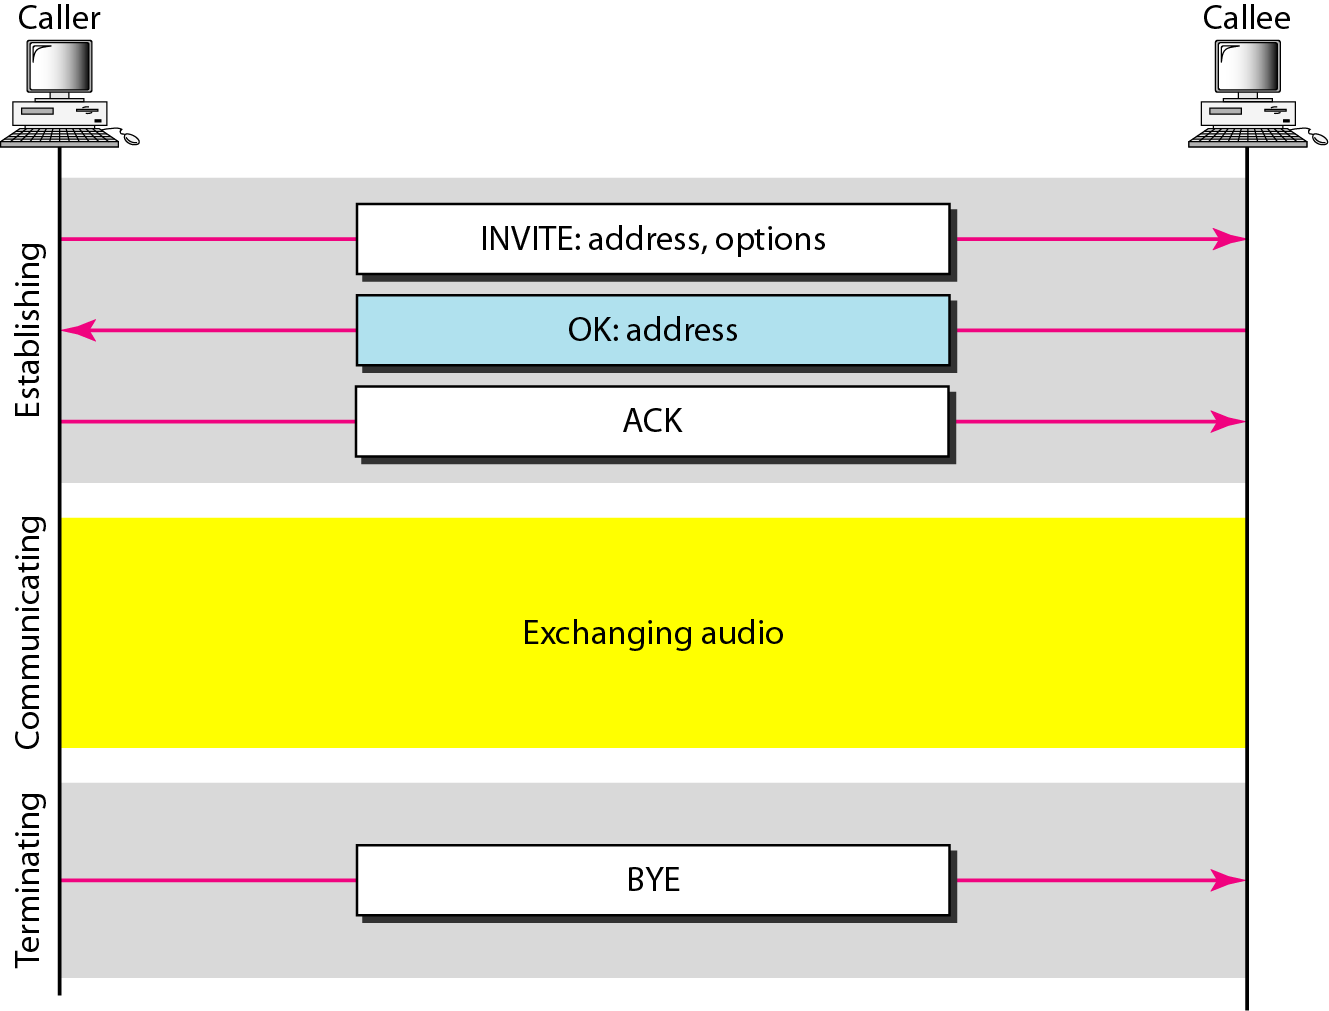 Caller
Callee
Establishing
INVITE: address, options
OK: address
ACK
Communicating
Exchanging audio
Terminating
BYE